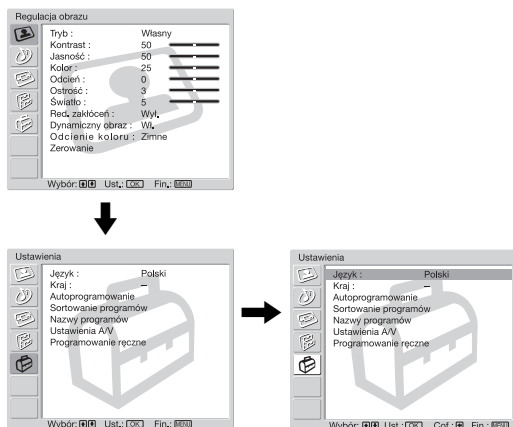 Regulacja obrazu
Tryb : Własny
Kontrast : 50
Jasność : 50
Kolor : 25
Odcień : 0
Ostrość : 3
Światło : 5
Red. zakłóceń : Wył.
Dynamiczny obraz : Wł.
Odcienie koloru : Zimne
Zerowanie
Wybór: Ust.: OK Fin.: MENU
Ustawienia
Język : Polski
Kraj : –
Autoprogramowanie
Sortowanie programów
Nazwy programów
Ustawienia A/V
Programowanie ręczne
Wybór: Ust.: OK Fin.: MENU
Ustawienia
Język : Polski
Kraj : –
Autoprogramowanie
Sortowanie programów
Nazwy programów
Ustawienia A/V
Programowanie ręczne
Wybór: Ust.: OK Cof.: Fin.: MENU